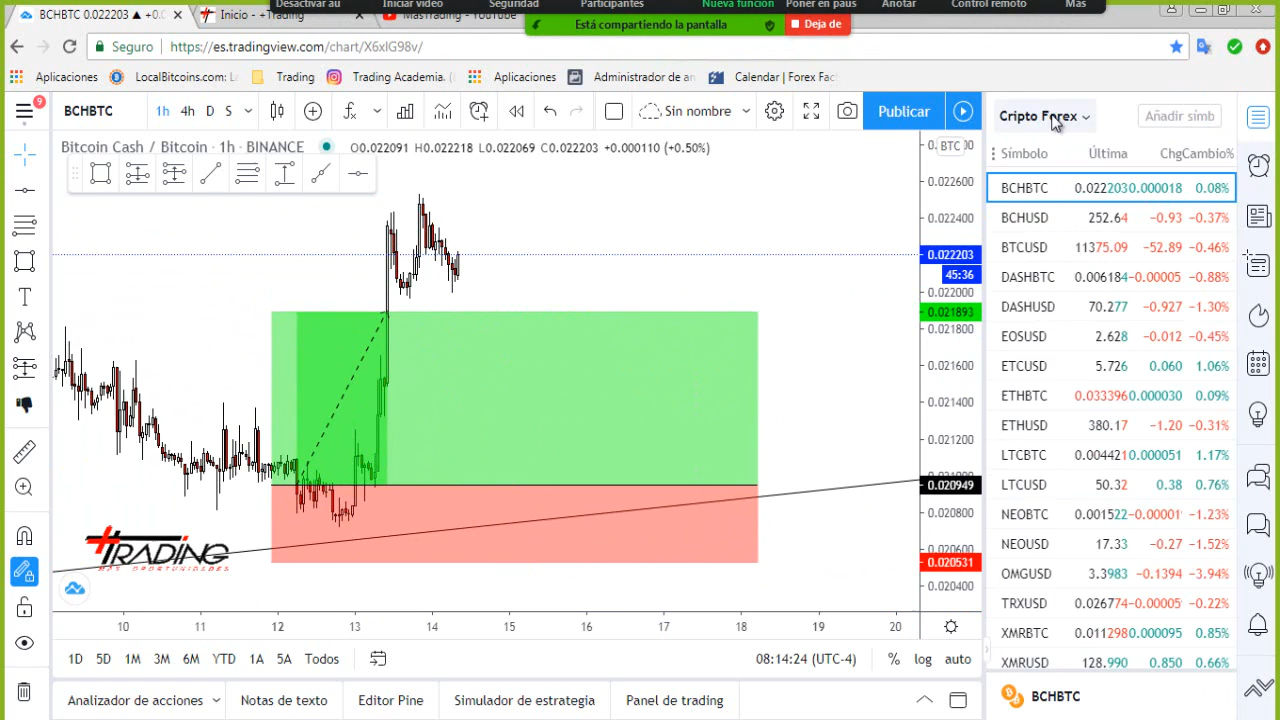 Desactivar au Iniciar video Seguridad Participantes Nueva función Poner en paus Anotar Control remoto Mas
BCHBTC 0.022203 ▲ +0. Inicio - +Trading MasTrading - YouTube
Está compartiendo la pantalla Deja de
Seguro https://es.tradingview.com/chart/X6xIG98v/
Aplicaciones LocalBitcoins.com: L Trading Trading Academia. Aplicaciones Administrador de an Calendar | Forex Fac
9
BCHBTC 1h 4h D S Sin nombre Publicar
Cripto Forex Añadir símb
Bitcoin Cash / Bitcoin · 1h · BINANCE O0.022091 H0.022218 L0.022069 C0.022203 +0.000110 (+0.50%)
BTC
Símbolo Última Chg Cambio%
BCHBTC 0.022203 0.000018 0.08%
BCHUSD 252.64 −0.93 −0.37%
BTCUSD 11375.09 −52.89 −0.46%
DASHBTC 0.006184 −0.00005 −0.88%
DASHUSD 70.277 −0.927 −1.30%
EOSUSD 2.628 −0.012 −0.45%
ETCUSD 5.726 0.060 1.06%
ETHBTC 0.033396 0.000030 0.09%
ETHUSD 380.17 −1.20 −0.31%
LTCBTC 0.004421 0.000051 1.17%
LTCUSD 50.32 0.38 0.76%
NEOBTC 0.001522 −0.00001 −1.23%
NEOUSD 17.33 −0.27 −1.52%
OMGUSD 3.3983 −0.1394 −3.94%
TRXUSD 0.026774 −0.00005 −0.22%
XMRBTC 0.011298 0.000095 0.85%
XMRUSD 128.990 0.850 0.66%
0.022600
0.022400
0.022203
45:36
0.022000
0.021893
0.021800
0.021600
0.021400
0.021200
0.021000
0.020949
0.020800
0.020600
0.020531
0.020400
TRADING
MAS OPORTUNIDADES
10 11 12 13 14 15 16 17 18 19 20
1D 5D 1M 3M 6M YTD 1A 5A Todos 08:14:24 (UTC-4) % log auto
Analizador de acciones Notas de texto Editor Pine Simulador de estrategia Panel de trading
BCHBTC